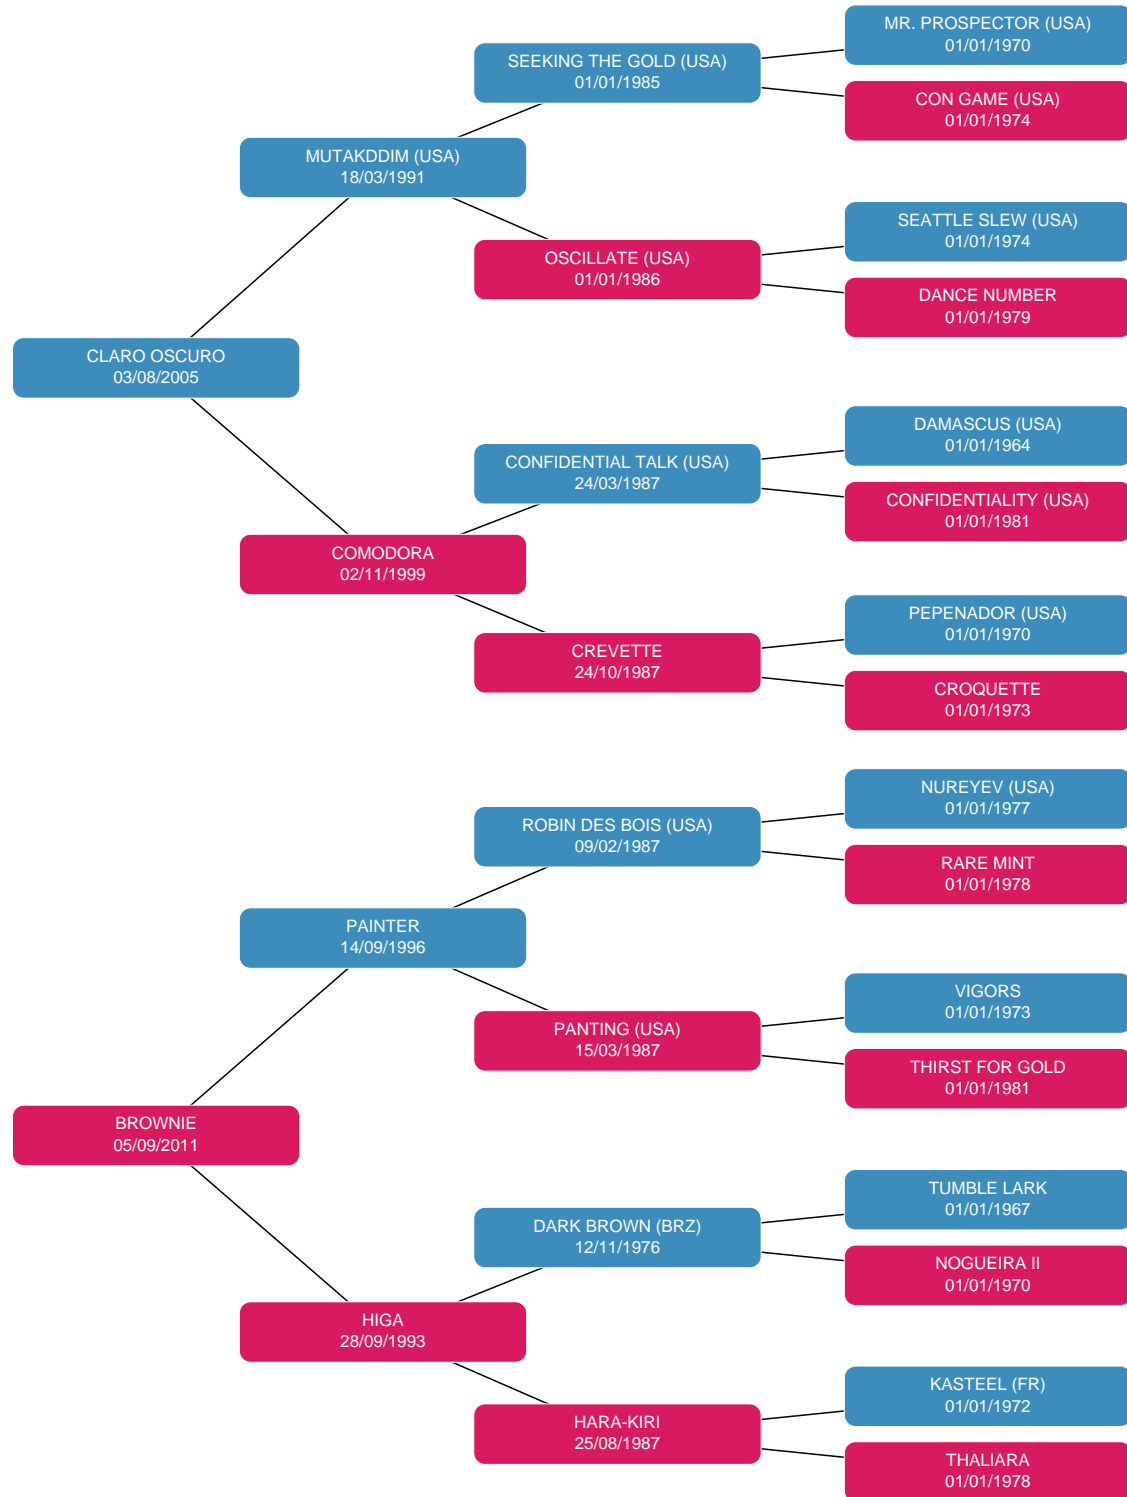 MR. PROSPECTOR (USA)
01/01/1970
SEEKING THE GOLD (USA)
01/01/1985
CON GAME (USA)
01/01/1974
MUTAKDDIM (USA)
18/03/1991
SEATTLE SLEW (USA)
01/01/1974
OSCILLATE (USA)
01/01/1986
DANCE NUMBER
01/01/1979
CLARO OSCURO
03/08/2005
DAMASCUS (USA)
01/01/1964
CONFIDENTIAL TALK (USA)
24/03/1987
CONFIDENTIALITY (USA)
01/01/1981
COMODORA
02/11/1999
PEPENADOR (USA)
01/01/1970
CREVETTE
24/10/1987
CROQUETTE
01/01/1973
NUREYEV (USA)
01/01/1977
ROBIN DES BOIS (USA)
09/02/1987
RARE MINT
01/01/1978
PAINTER
14/09/1996
VIGORS
01/01/1973
PANTING (USA)
15/03/1987
THIRST FOR GOLD
01/01/1981
BROWNIE
05/09/2011
TUMBLE LARK
01/01/1967
DARK BROWN (BRZ)
12/11/1976
NOGUEIRA II
01/01/1970
HIGA
28/09/1993
KASTEEL (FR)
01/01/1972
HARA-KIRI
25/08/1987
THALIARA
01/01/1978